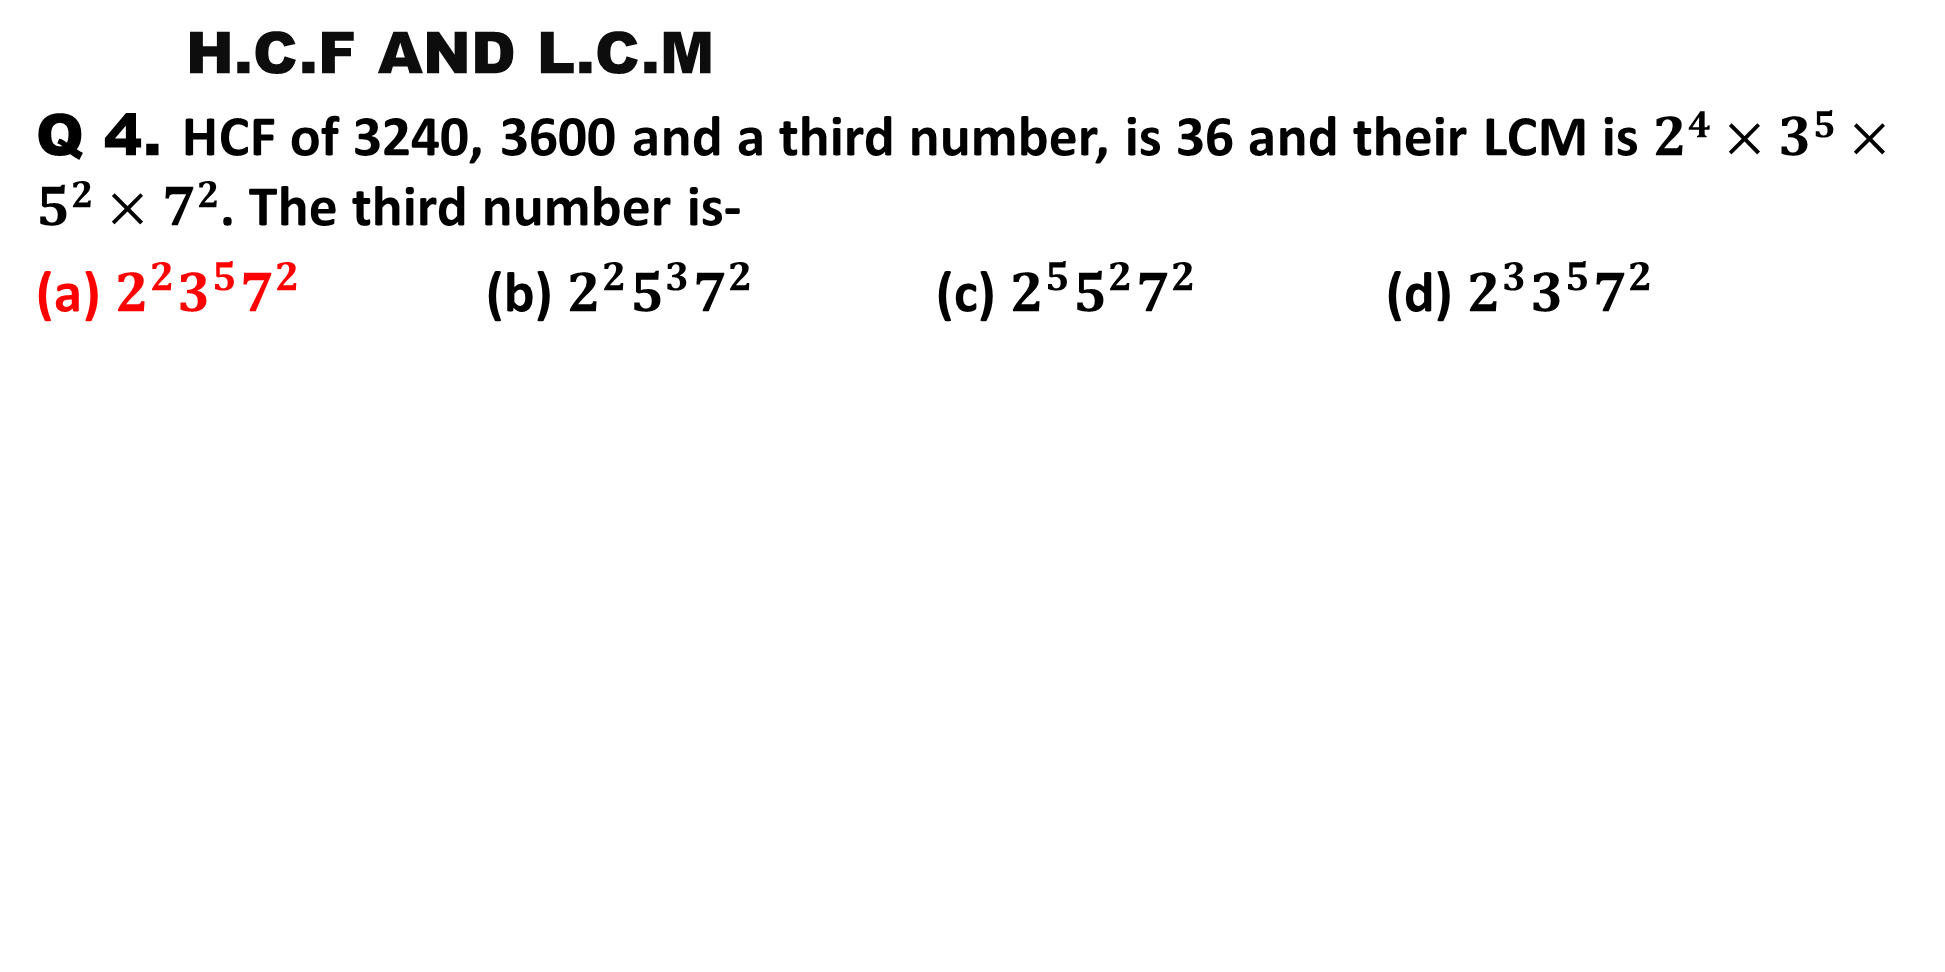 H.C.F AND L.C.M
Q 4. HCF of 3240, 3600 and a third number, is 36 and their LCM is 2⁴ × 3⁵ ×
5² × 7². The third number is-
(a) 2²3⁵7² (b) 2²5³7² (c) 2⁵5²7² (d) 2³3⁵7²